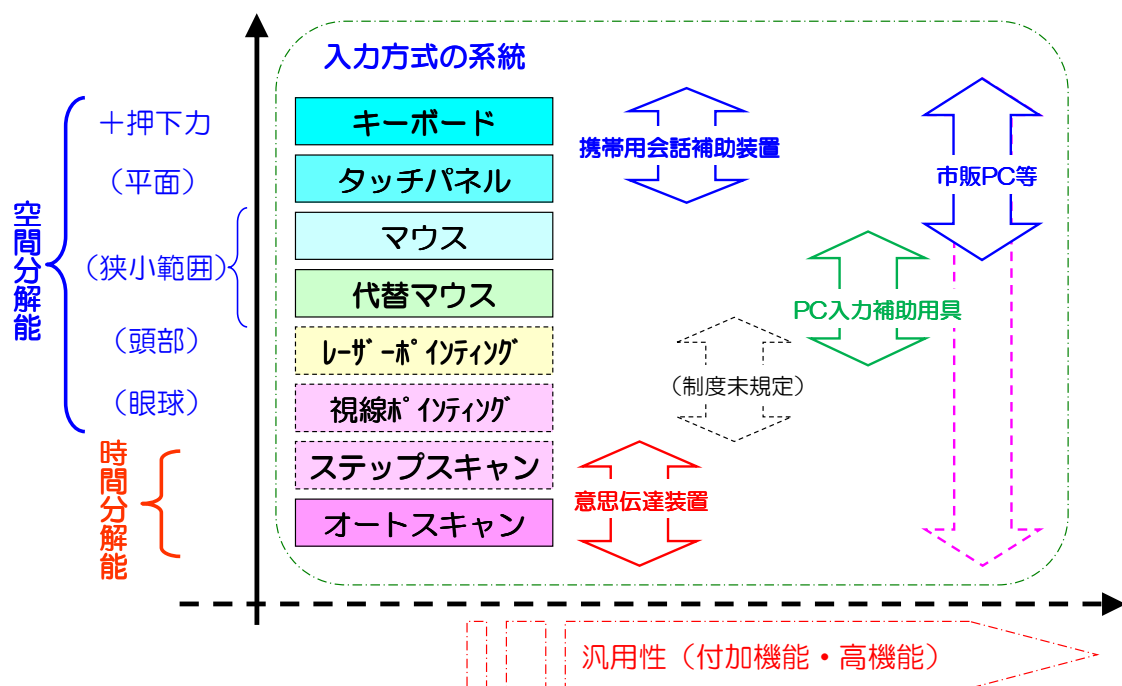 入力方式の系統
＋押下力
キーボード
携帯用会話補助装置
（平面）
タッチパネル
市販PC等
空間分解能
マウス
（狭小範囲）
代替マウス
PC入力補助用具
（頭部）
ﾚｰｻﾞｰﾎﾟｲﾝﾃｨﾝｸﾞ
（制度未規定）
（眼球）
視線ﾎﾟｲﾝﾃｨﾝｸﾞ
時間分解能
ステップスキャン
意思伝達装置
オートスキャン
汎用性（付加機能・高機能）